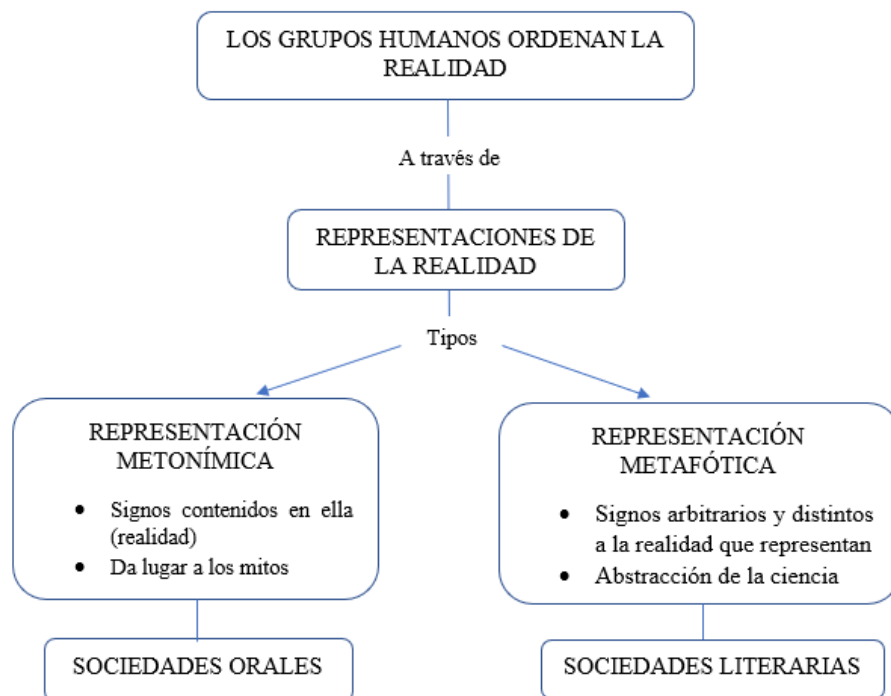 LOS GRUPOS HUMANOS ORDENAN LA
REALIDAD
A través de
REPRESENTACIONES DE
LA REALIDAD
Tipos
REPRESENTACIÓN
METONÍMICA
• Signos contenidos en ella
(realidad)
• Da lugar a los mitos
SOCIEDADES ORALES
REPRESENTACIÓN
METAFÓTICA
• Signos arbitrarios y distintos
a la realidad que representan
• Abstracción de la ciencia
SOCIEDADES LITERARIAS